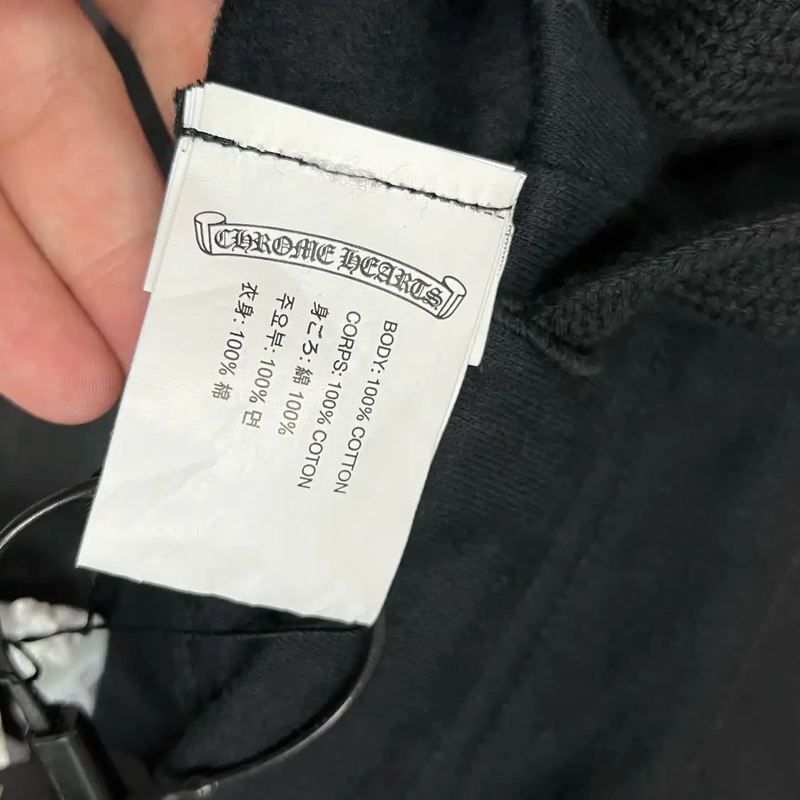 CHROME HEARTS
BODY: 100% COTTON
CORPS: 100% COTON
身ごろ: 綿 100%
주요부: 100% 면
衣身: 100% 棉